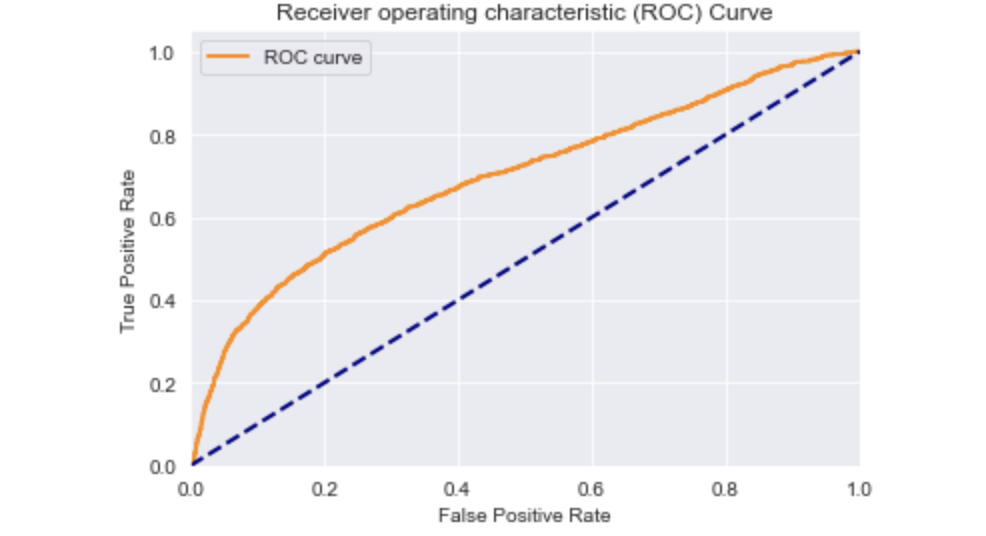 Receiver operating characteristic (ROC) Curve
ROC curve
1.0
0.8
0.6
0.4
0.2
0.0
True Positive Rate
0.0 0.2 0.4 0.6 0.8 1.0
False Positive Rate